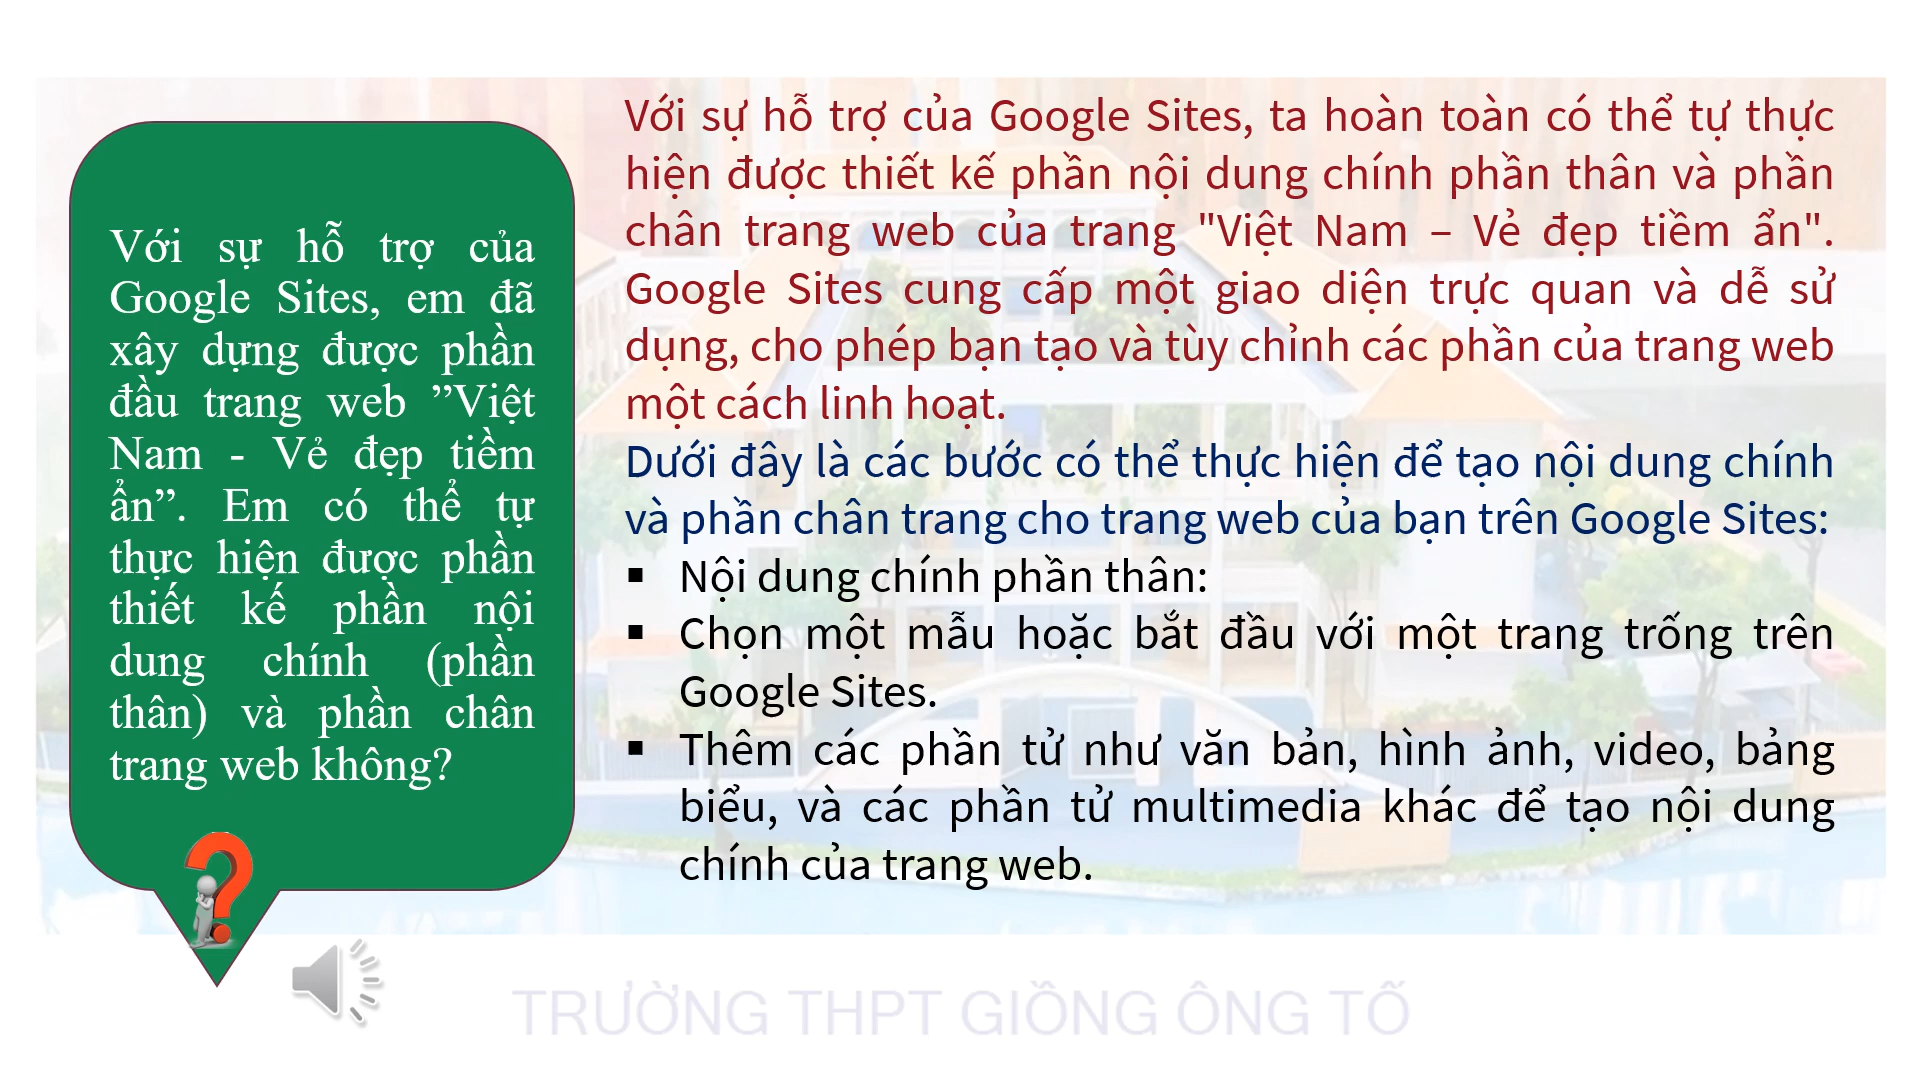 Với sự hỗ trợ của
Google Sites, em đã
xây dựng được phần
đầu trang web ”Việt
Nam - Vẻ đẹp tiềm
ẩn”. Em có thể tự
thực hiện được phần
thiết kế phần nội
dung chính (phần
thân) và phần chân
trang web không?
Với sự hỗ trợ của Google Sites, ta hoàn toàn có thể tự thực
hiện được thiết kế phần nội dung chính phần thân và phần
chân trang web của trang "Việt Nam – Vẻ đẹp tiềm ẩn".
Google Sites cung cấp một giao diện trực quan và dễ sử
dụng, cho phép bạn tạo và tùy chỉnh các phần của trang web
một cách linh hoạt.
Dưới đây là các bước có thể thực hiện để tạo nội dung chính
và phần chân trang cho trang web của bạn trên Google Sites:
▪ Nội dung chính phần thân:
▪ Chọn một mẫu hoặc bắt đầu với một trang trống trên
Google Sites.
▪ Thêm các phần tử như văn bản, hình ảnh, video, bảng
biểu, và các phần tử multimedia khác để tạo nội dung
chính của trang web.
TRƯỜNG THPT GIỒNG ÔNG TỐ